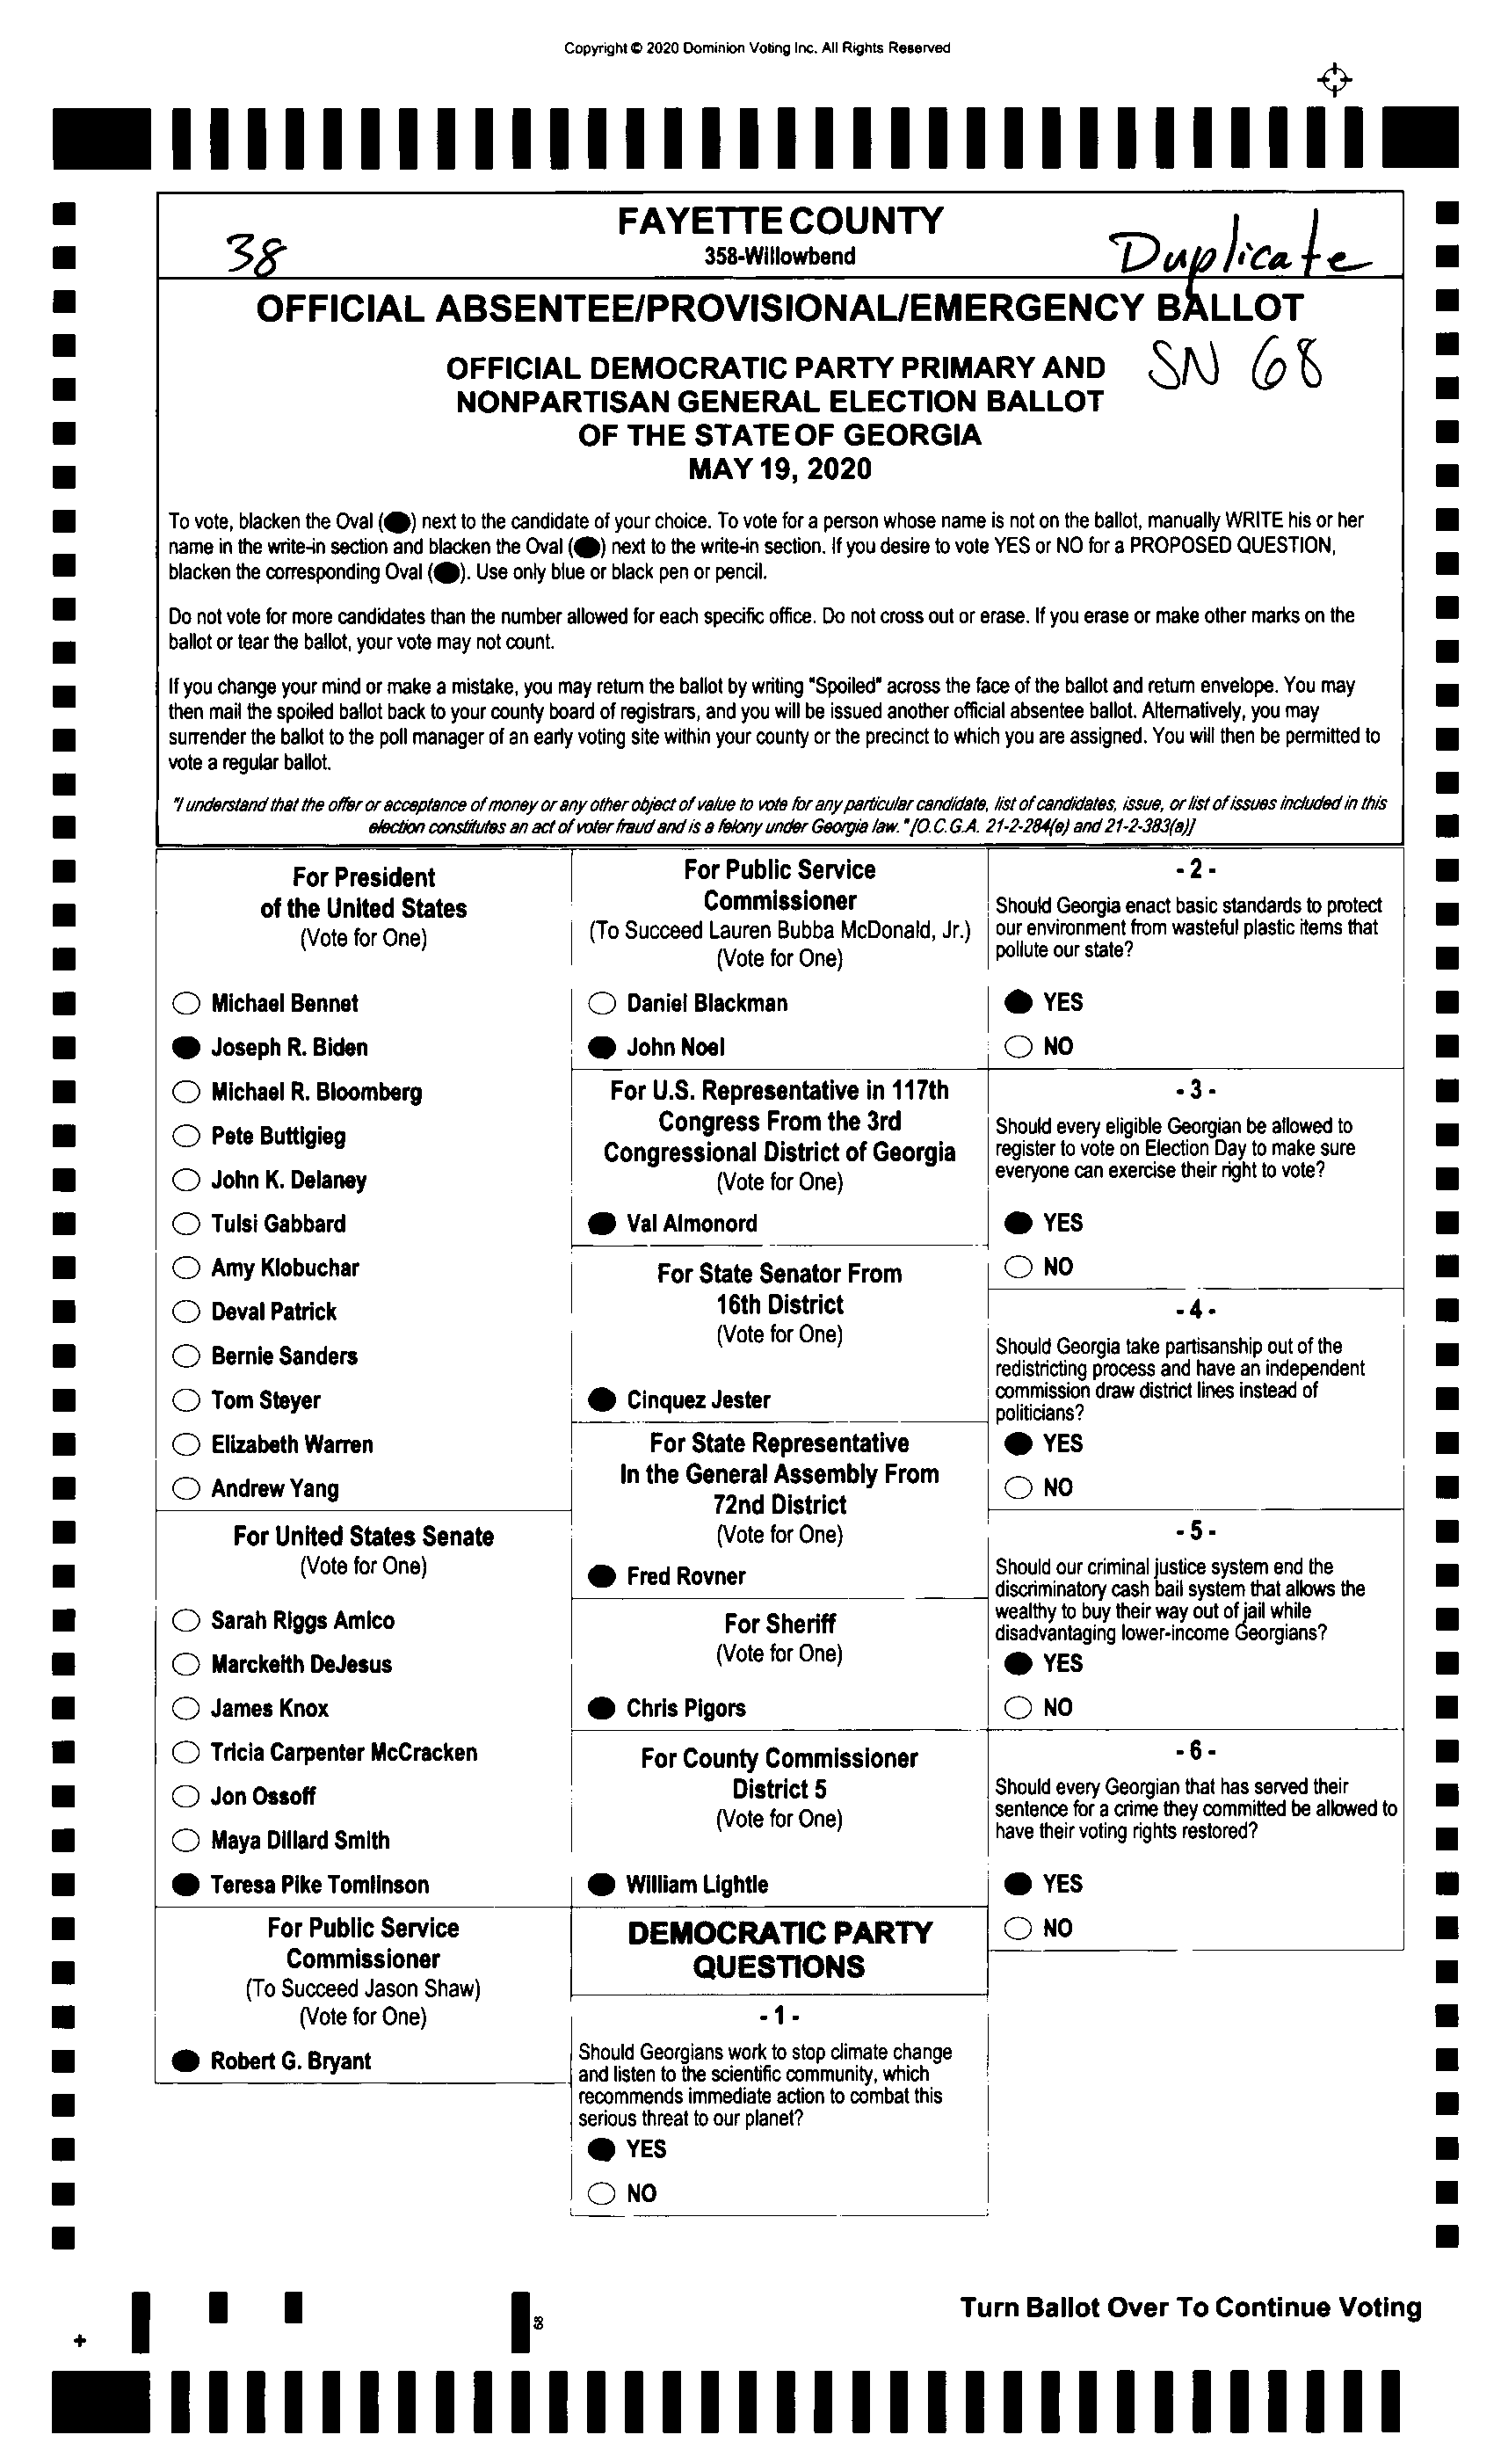 Copyright © 2020 Dominion Voting Inc. All Rights Reserved
FAYETTE COUNTY
38
358-Willowbend
Duplicate
OFFICIAL ABSENTEE/PROVISIONAL/EMERGENCY BALLOT
OFFICIAL DEMOCRATIC PARTY PRIMARY AND
SN 68
NONPARTISAN GENERAL ELECTION BALLOT
OF THE STATE OF GEORGIA
MAY 19, 2020
To vote, blacken the Oval (●) next to the candidate of your choice. To vote for a person whose name is not on the ballot, manually WRITE his or her
name in the write-in section and blacken the Oval (●) next to the write-in section. If you desire to vote YES or NO for a PROPOSED QUESTION,
blacken the corresponding Oval (●). Use only blue or black pen or pencil.
Do not vote for more candidates than the number allowed for each specific office. Do not cross out or erase. If you erase or make other marks on the
ballot or tear the ballot, your vote may not count.
If you change your mind or make a mistake, you may return the ballot by writing "Spoiled" across the face of the ballot and return envelope. You may
then mail the spoiled ballot back to your county board of registrars, and you will be issued another official absentee ballot. Alternatively, you may
surrender the ballot to the poll manager of an early voting site within your county or the precinct to which you are assigned. You will then be permitted to
vote a regular ballot.
"I understand that the offer or acceptance of money or any other object of value to vote for any particular candidate, list of candidates, issue, or list of issues included in this
election constitutes an act of voter fraud and is a felony under Georgia law." [O.C.G.A. 21-2-284(e) and 21-2-383(a)]
For President
of the United States
(Vote for One)
Michael Bennet
Joseph R. Biden
Michael R. Bloomberg
Pete Buttigieg
John K. Delaney
Tulsi Gabbard
Amy Klobuchar
Deval Patrick
Bernie Sanders
Tom Steyer
Elizabeth Warren
Andrew Yang
For United States Senate
(Vote for One)
Sarah Riggs Amico
Marckeith DeJesus
James Knox
Tricia Carpenter McCracken
Jon Ossoff
Maya Dillard Smith
Teresa Pike Tomlinson
For Public Service
Commissioner
(To Succeed Jason Shaw)
(Vote for One)
Robert G. Bryant
For Public Service
Commissioner
(To Succeed Lauren Bubba McDonald, Jr.)
(Vote for One)
Daniel Blackman
John Noel
For U.S. Representative in 117th
Congress From the 3rd
Congressional District of Georgia
(Vote for One)
Val Almonord
For State Senator From
16th District
(Vote for One)
Cinquez Jester
For State Representative
In the General Assembly From
72nd District
(Vote for One)
Fred Rovner
For Sheriff
(Vote for One)
Chris Pigors
For County Commissioner
District 5
(Vote for One)
William Lightle
DEMOCRATIC PARTY
QUESTIONS
- 1 -
Should Georgians work to stop climate change
and listen to the scientific community, which
recommends immediate action to combat this
serious threat to our planet?
YES
NO
- 2 -
Should Georgia enact basic standards to protect
our environment from wasteful plastic items that
pollute our state?
YES
NO
- 3 -
Should every eligible Georgian be allowed to
register to vote on Election Day to make sure
everyone can exercise their right to vote?
YES
NO
- 4 -
Should Georgia take partisanship out of the
redistricting process and have an independent
commission draw district lines instead of
politicians?
YES
NO
- 5 -
Should our criminal justice system end the
discriminatory cash bail system that allows the
wealthy to buy their way out of jail while
disadvantaging lower-income Georgians?
YES
NO
- 6 -
Should every Georgian that has served their
sentence for a crime they committed be allowed to
have their voting rights restored?
YES
NO
Turn Ballot Over To Continue Voting
68